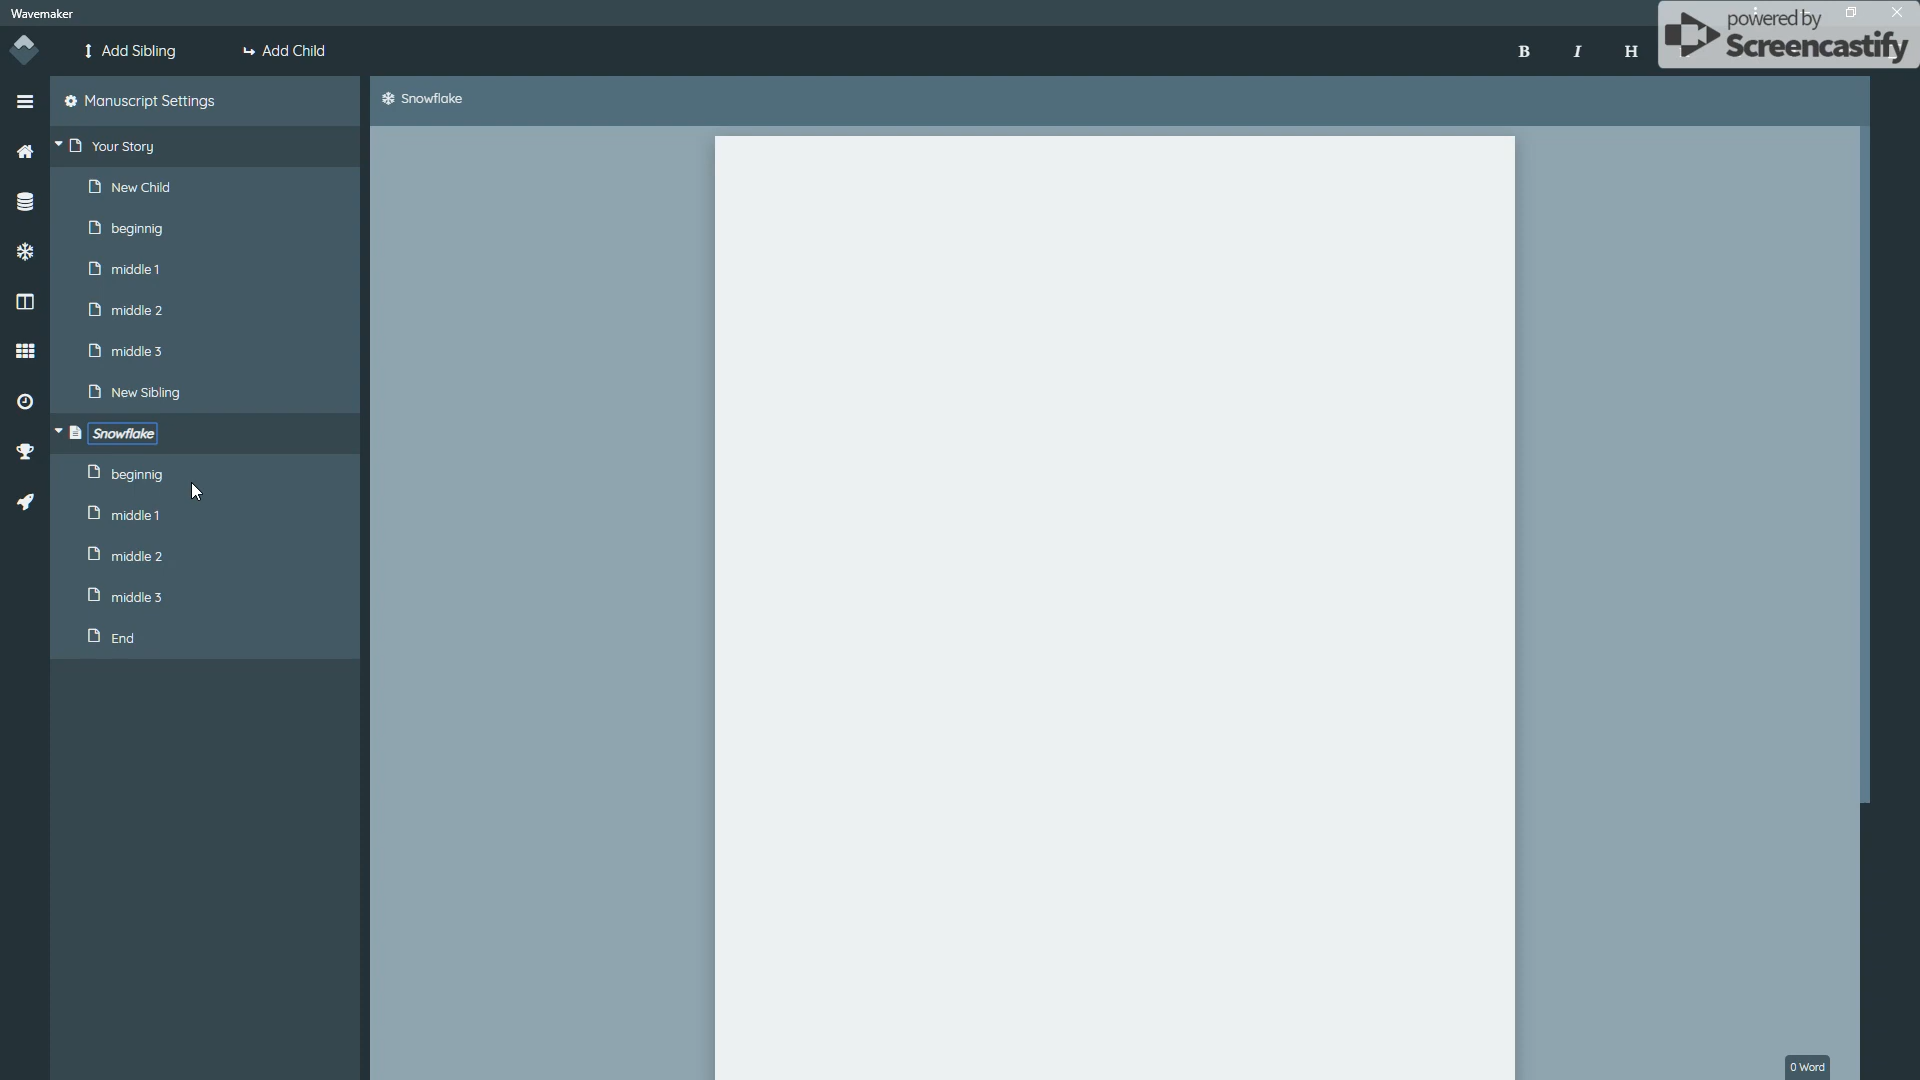 Wavemaker
powered by
Screencastify
Add Sibling
Add Child
B
I
H
Manuscript Settings
Snowflake
Your Story
New Child
beginnig
middle 1
middle 2
middle 3
New Sibling
Snowflake
beginnig
middle 1
middle 2
middle 3
End
0 Word